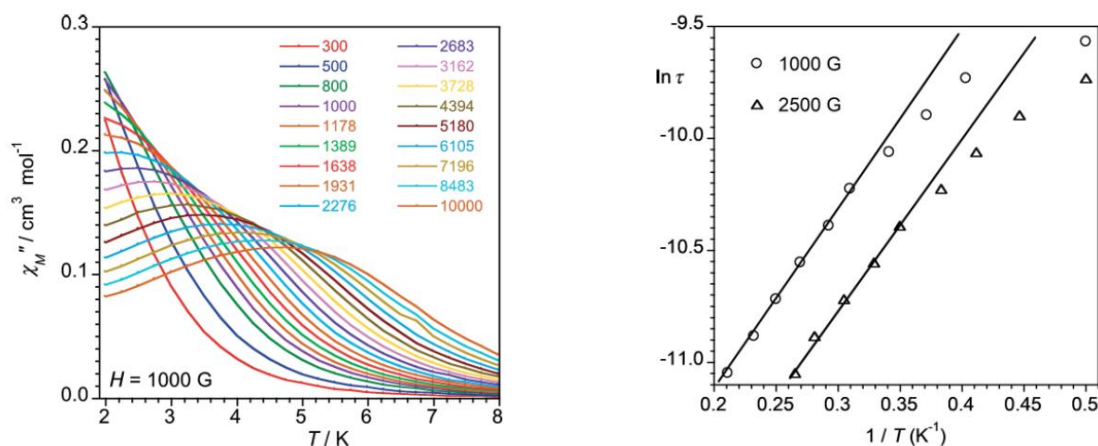 0.3
0.2
0.1
0.0
χM″ / cm3 mol-1
300 2683
500 3162
800 3728
1000 4394
1178 5180
1389 6105
1638 7196
1931 8483
2276 10000
H = 1000 G
2 3 4 5 6 7 8
T / K
-9.5
-10.0
-10.5
-11.0
ln τ
1000 G
2500 G
0.2 0.25 0.30 0.35 0.40 0.45 0.50
1 / T (K-1)